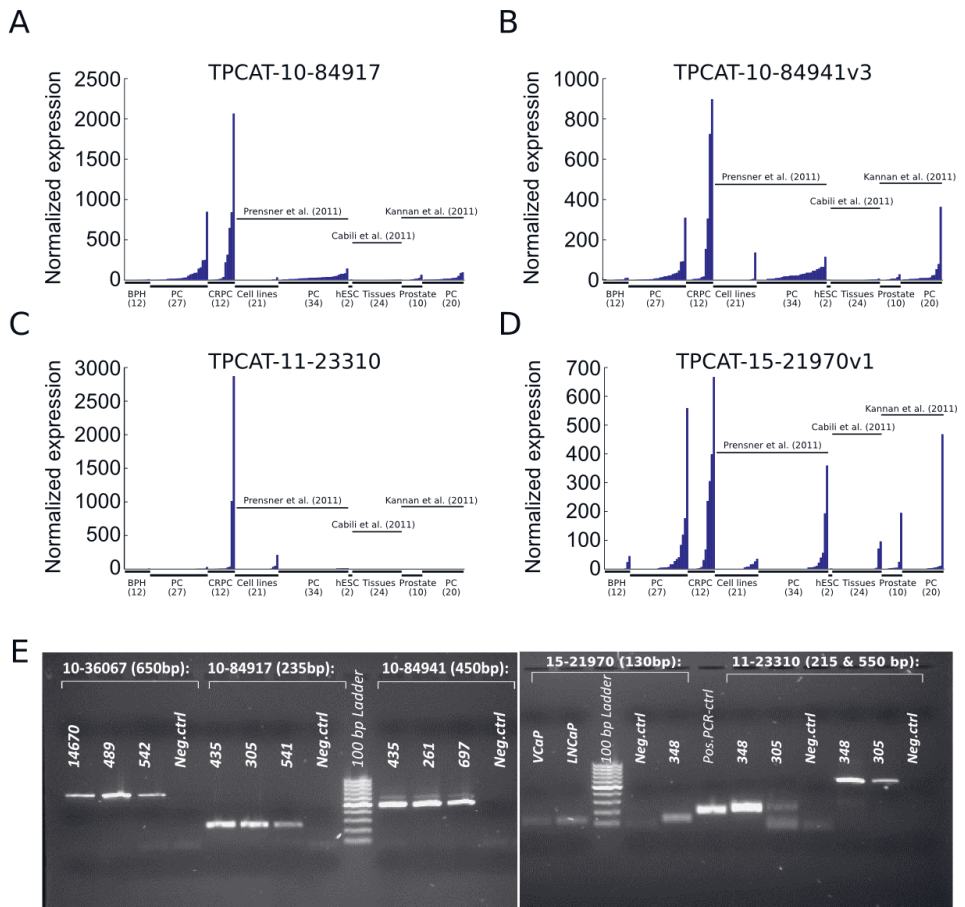 A
TPCAT-10-84917
Normalized expression
2500
2000
1500
1000
500
0
Prensner et al. (2011)
Cabili et al. (2011)
Kannan et al. (2011)
BPH PC CRPC Cell lines PC hESC Tissues Prostate PC
(12) (27) (12) (21) (34) (2) (24) (10) (20)
B
TPCAT-10-84941v3
Normalized expression
1000
800
600
400
200
0
Prensner et al. (2011)
Cabili et al. (2011)
Kannan et al. (2011)
BPH PC CRPC Cell lines PC hESC Tissues Prostate PC
(12) (27) (12) (21) (34) (2) (24) (10) (20)
C
TPCAT-11-23310
Normalized expression
3000
2500
2000
1500
1000
500
0
Prensner et al. (2011)
Cabili et al. (2011)
Kannan et al. (2011)
BPH PC CRPC Cell lines PC hESC Tissues Prostate PC
(12) (27) (12) (21) (34) (2) (24) (10) (20)
D
TPCAT-15-21970v1
Normalized expression
700
600
500
400
300
200
100
0
Prensner et al. (2011)
Cabili et al. (2011)
Kannan et al. (2011)
BPH PC CRPC Cell lines PC hESC Tissues Prostate PC
(12) (27) (12) (21) (34) (2) (24) (10) (20)
E
10-36067 (650bp): 10-84917 (235bp): 10-84941 (450bp):
14670 489 542 Neg.ctrl 435 305 541 Neg.ctrl 100 bp Ladder 435 261 697 Neg.ctrl
15-21970 (130bp): 11-23310 (215 & 550 bp):
VCaP LNCaP 100 bp Ladder Neg.ctrl 348 Pos.PCR-ctrl 348 305 Neg.ctrl 348 305 Neg.ctrl